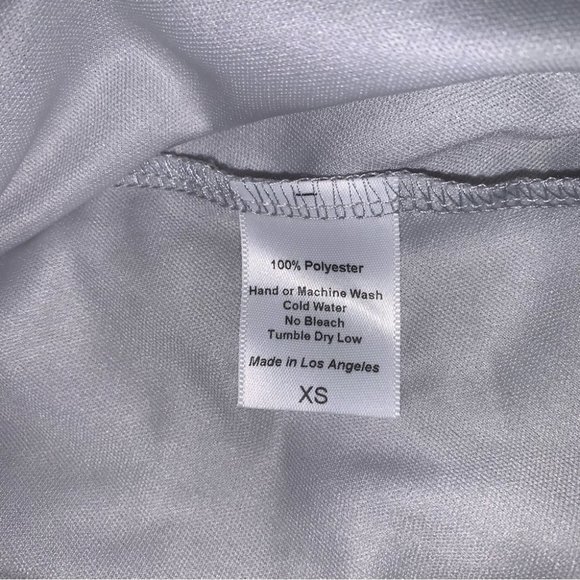 100% Polyester
Hand or Machine Wash
Cold Water
No Bleach
Tumble Dry Low
Made in Los Angeles
XS